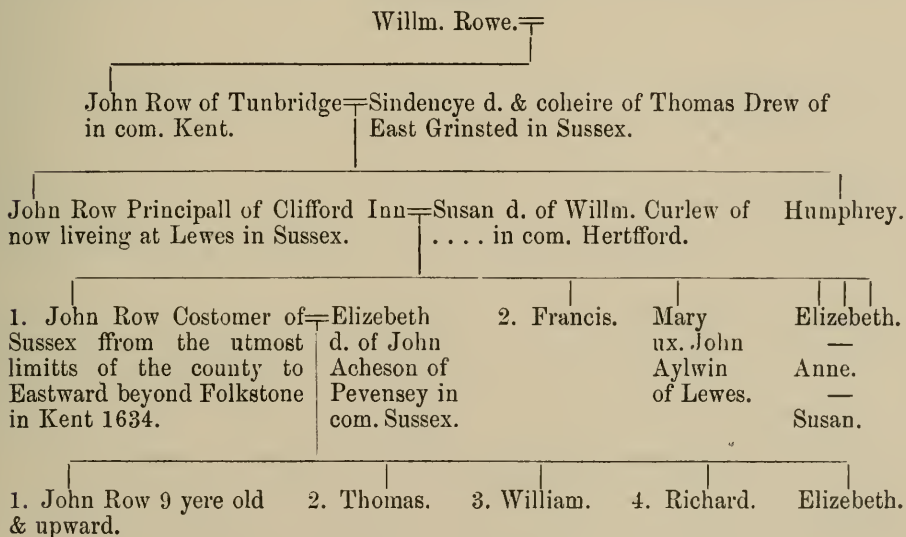 Willm. Rowe.
John Row of Tunbridge
in com. Kent.
Sindencye d. & coheire of Thomas Drew of
East Grinsted in Sussex.
John Row Principall of Clifford Inn
now liveing at Lewes in Sussex.
Susan d. of Willm. Curlew of
. . . . in com. Hertfford.
Humphrey.
1. John Row Costomer of
Sussex ffrom the utmost
limitts of the county to
Eastward beyond Folkstone
in Kent 1634.
Elizebeth
d. of John
Acheson of
Pevensey in
com. Sussex.
2. Francis.
Mary
ux. John
Aylwin
of Lewes.
Elizebeth.
—
Anne.
—
Susan.
1. John Row 9 yere old
& upward.
2. Thomas.
3. William.
4. Richard.
Elizebeth.